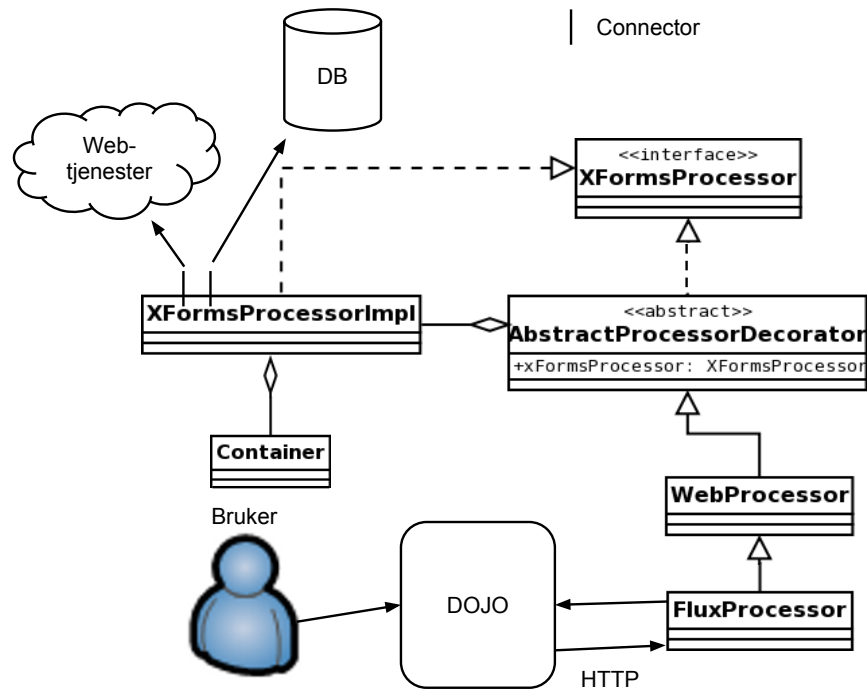 Connector
DB
Web-
tjenester
<<interface>>
XFormsProcessor
XFormsProcessorImpl
<<abstract>>
AbstractProcessorDecorator
+xFormsProcessor: XFormsProcessor
Container
WebProcessor
Bruker
DOJO
FluxProcessor
HTTP